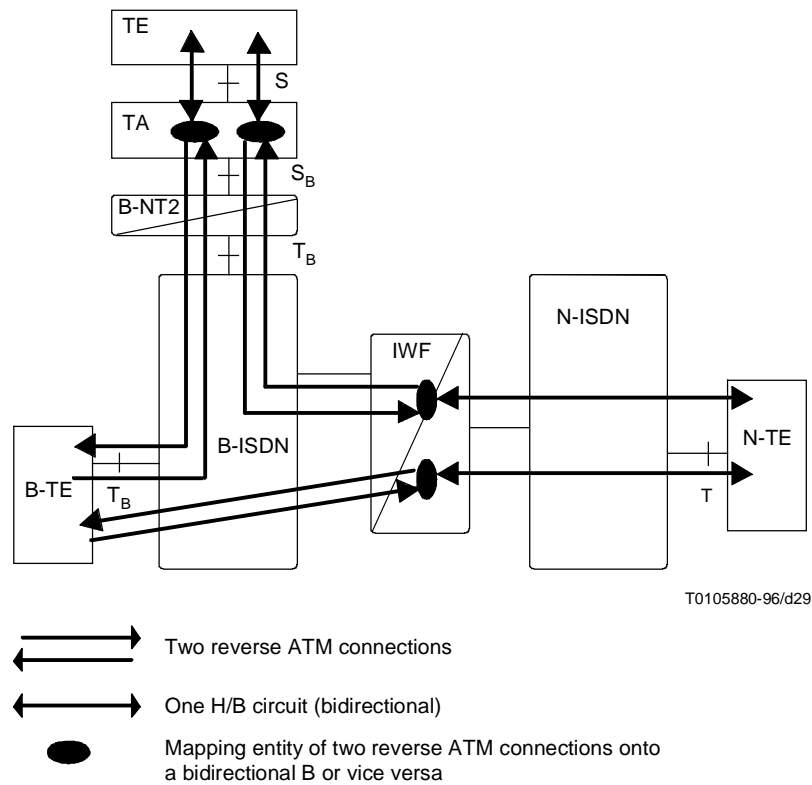 TE
S
TA
S_B
B-NT2
T_B
N-ISDN
IWF
B-ISDN
N-TE
B-TE
T_B
T
T0105880-96/d29
Two reverse ATM connections
One H/B circuit (bidirectional)
Mapping entity of two reverse ATM connections onto
a bidirectional B or vice versa